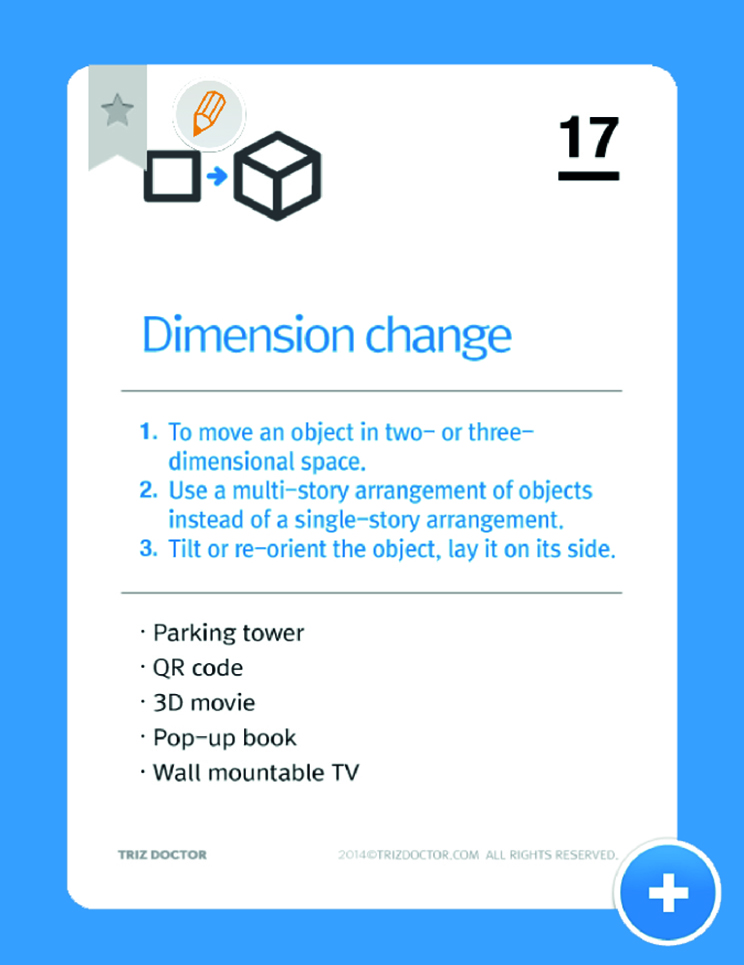 17
Dimension change
1. To move an object in two- or three-
dimensional space.
2. Use a multi-story arrangement of objects
instead of a single-story arrangement.
3. Tilt or re-orient the object, lay it on its side.
· Parking tower
· QR code
· 3D movie
· Pop-up book
· Wall mountable TV
TRIZ DOCTOR 2014©TRIZDOCTOR.COM ALL RIGHTS RESERVED.